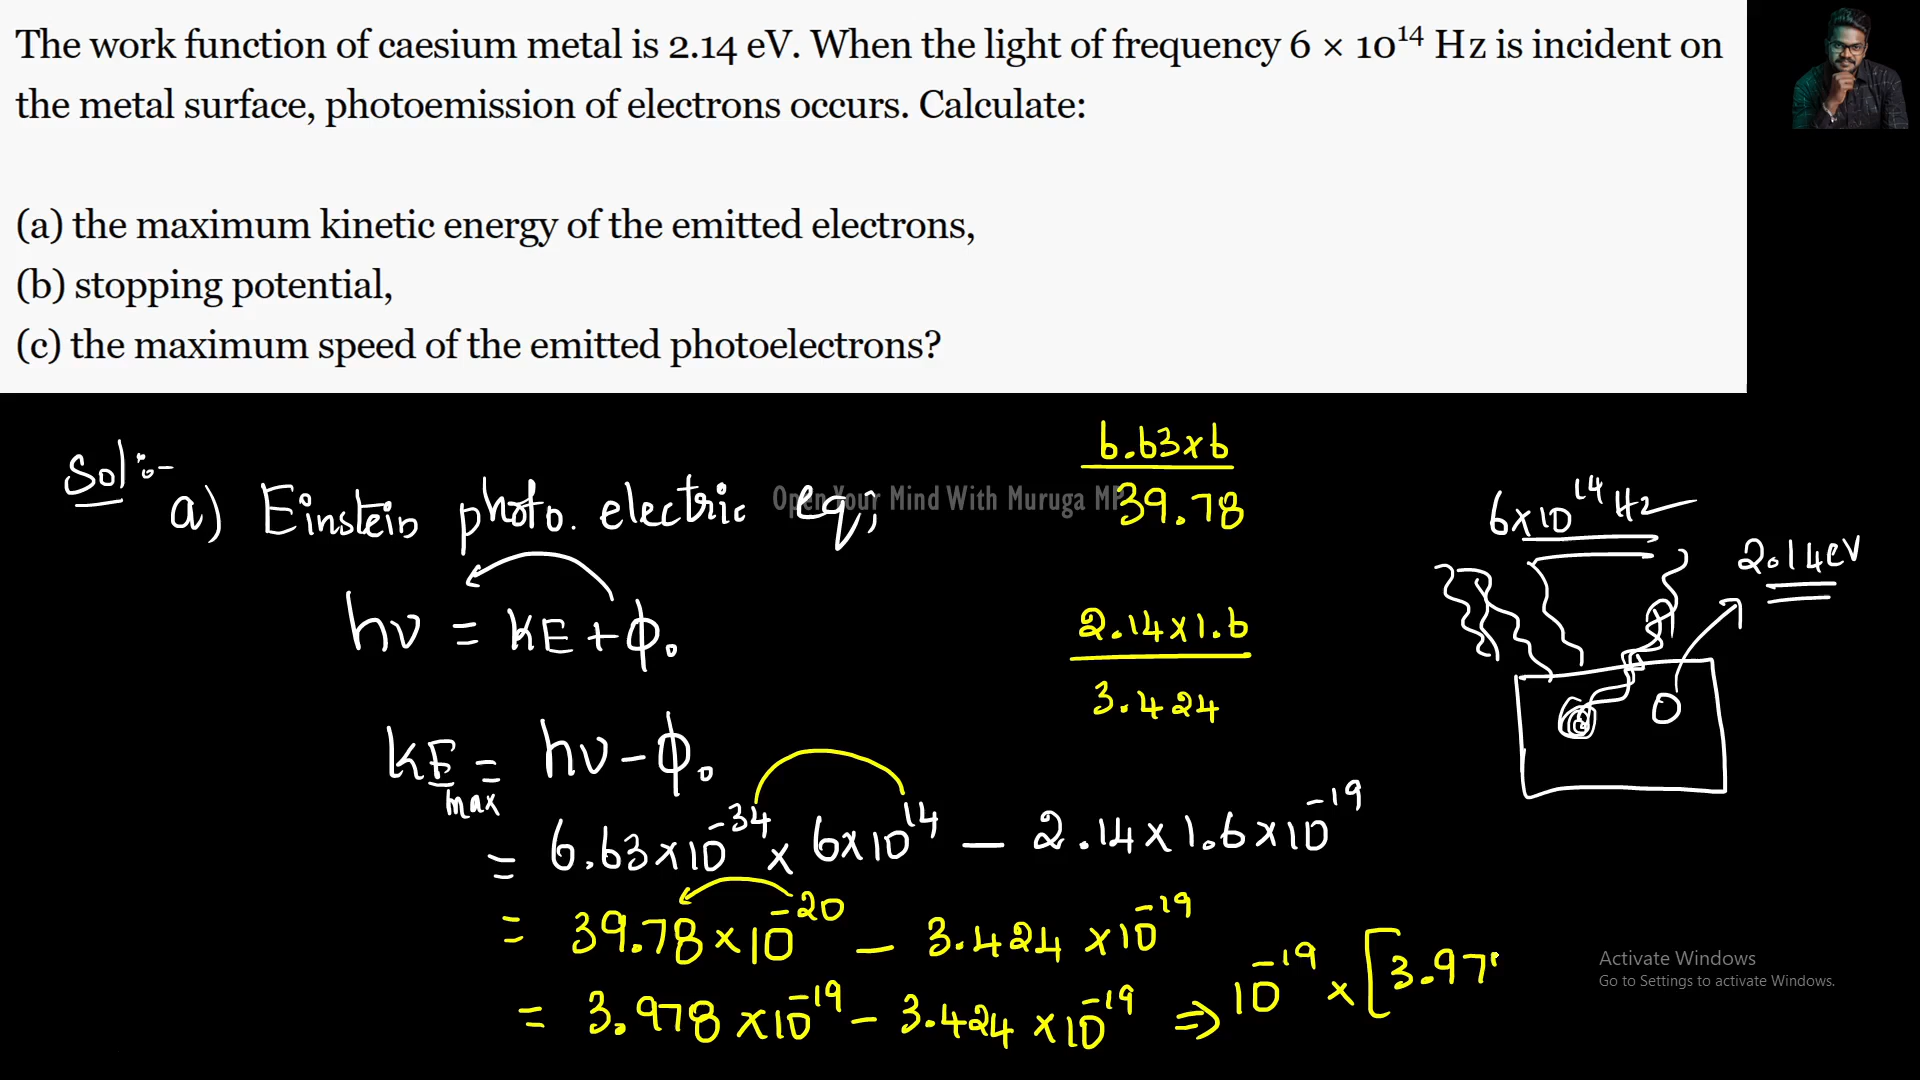 The work function of caesium metal is 2.14 eV. When the light of frequency 6 × 10¹⁴ Hz is incident on
the metal surface, photoemission of electrons occurs. Calculate:
(a) the maximum kinetic energy of the emitted electrons,
(b) stopping potential,
(c) the maximum speed of the emitted photoelectrons?
Sol:-
a) Einstein photo. electric eq;
Open Your Mind With Muruga MP
6.63×6
39.78
6×10¹⁴ Hz
2.14eV
hν = KE+ϕ₀
2.14×1.6
3.424
KE max = hν-ϕ₀
= 6.63×10⁻³⁴ × 6×10¹⁴ - 2.14×1.6×10⁻¹⁹
= 39.78×10⁻²⁰ - 3.424×10⁻¹⁹
= 3.978×10⁻¹⁹ - 3.424×10⁻¹⁹ ⇒ 10⁻¹⁹ × [3.97
Activate Windows
Go to Settings to activate Windows.